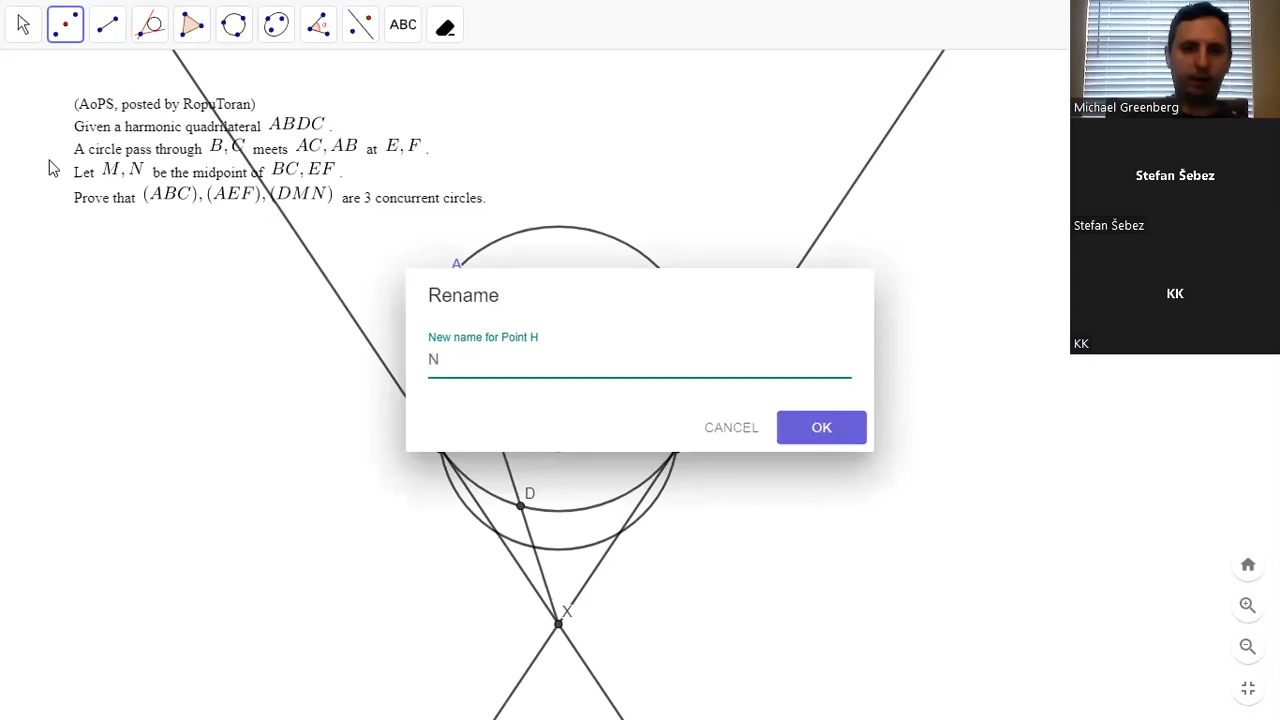 ABC
(AoPS, posted by RopuToran)
Given a harmonic quadrilateral ABDC .
A circle pass through B, C meets AC, AB at E, F .
Let M, N be the midpoint of BC, EF .
Prove that (ABC), (AEF), (DMN) are 3 concurrent circles.
A
Rename
New name for Point H
N
CANCEL
OK
D
X
Michael Greenberg
Stefan Šebez
Stefan Šebez
KK
KK